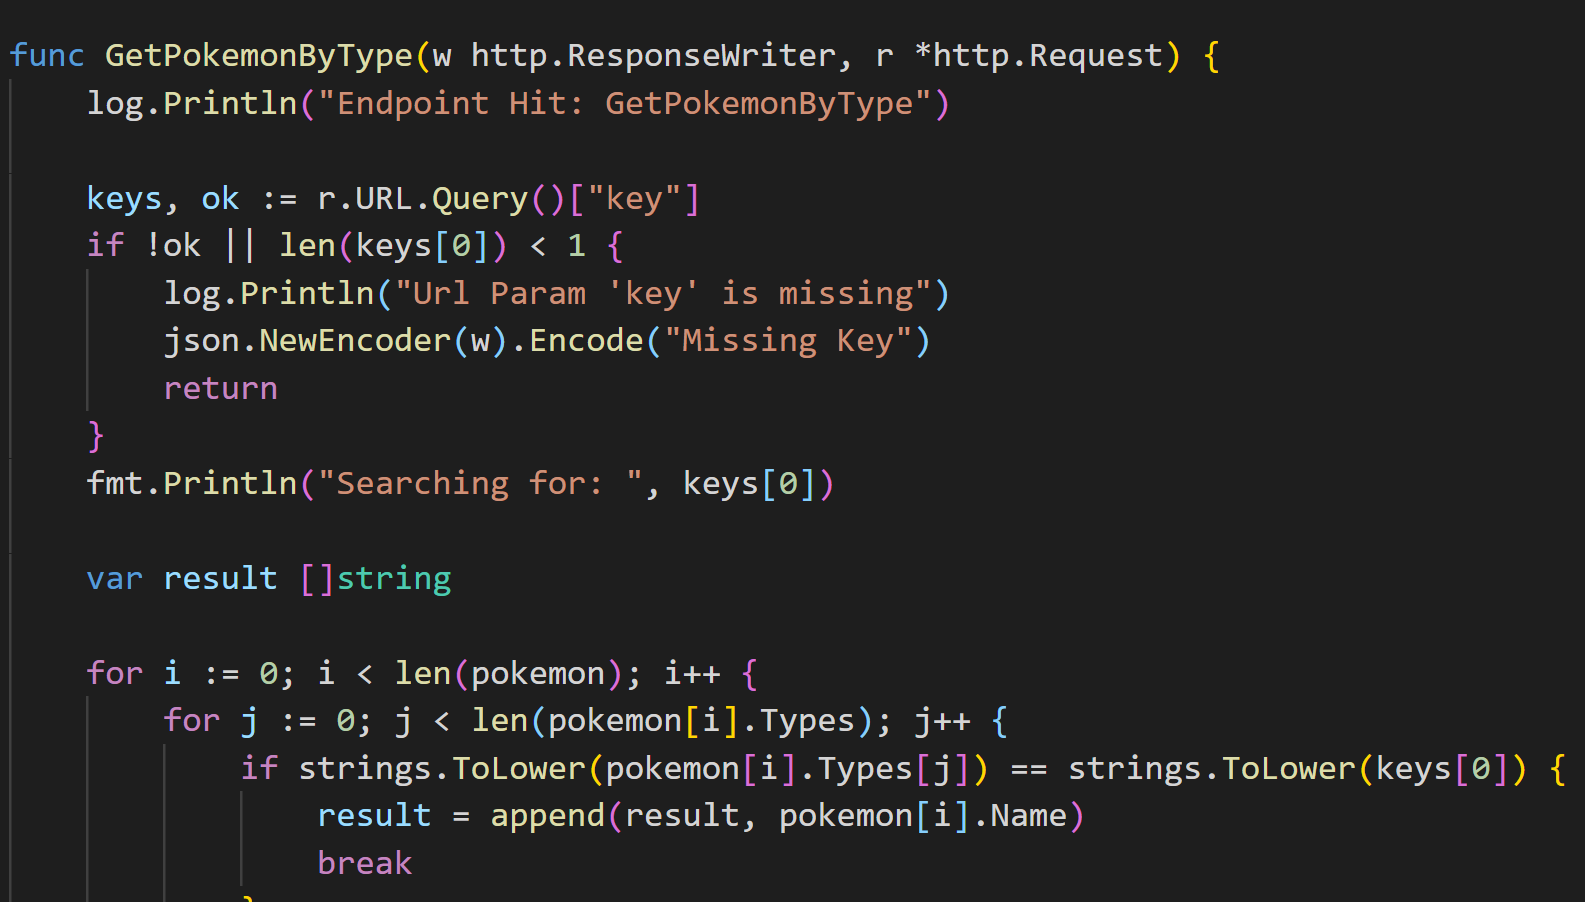 func GetPokemonByType(w http.ResponseWriter, r *http.Request) {
    log.Println("Endpoint Hit: GetPokemonByType")

    keys, ok := r.URL.Query()["key"]
    if !ok || len(keys[0]) < 1 {
        log.Println("Url Param 'key' is missing")
        json.NewEncoder(w).Encode("Missing Key")
        return
    }
    fmt.Println("Searching for: ", keys[0])

    var result []string

    for i := 0; i < len(pokemon); i++ {
        for j := 0; j < len(pokemon[i].Types); j++ {
            if strings.ToLower(pokemon[i].Types[j]) == strings.ToLower(keys[0]) {
                result = append(result, pokemon[i].Name)
                break